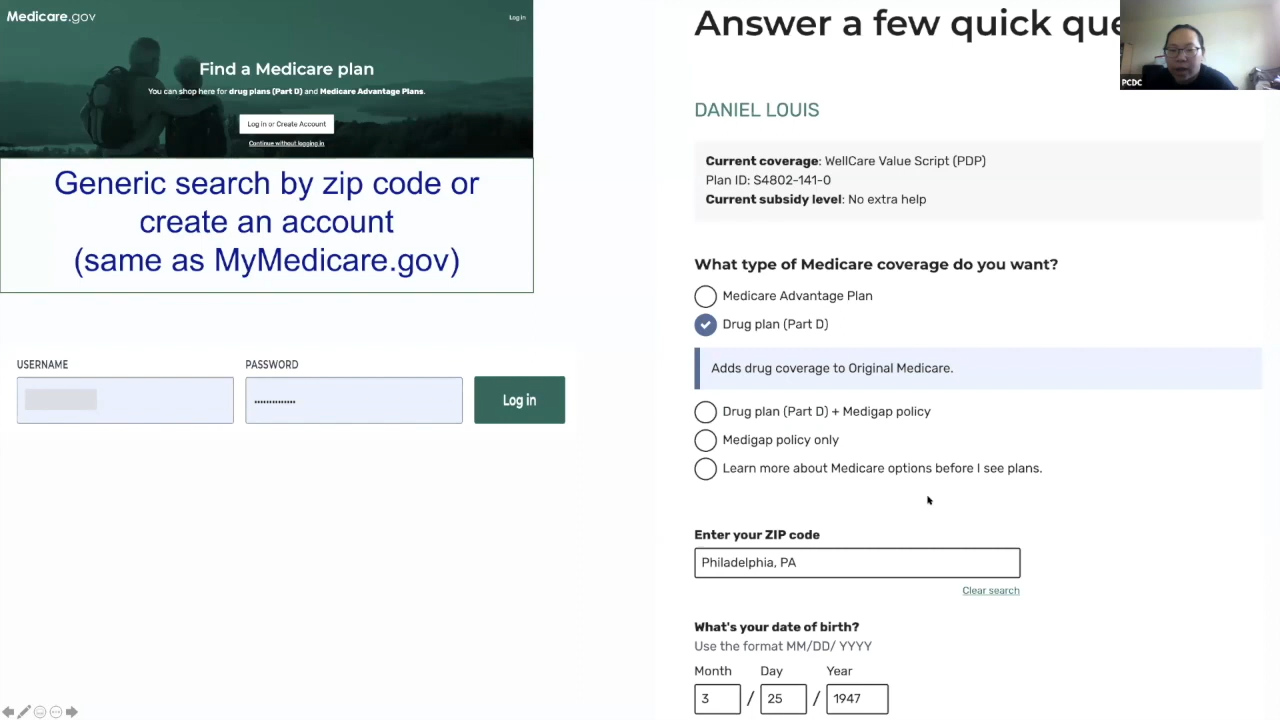 Medicare.gov
Log in
Find a Medicare plan
You can shop here for drug plans (Part D) and Medicare Advantage Plans.
Log in or Create Account
Continue without logging in
Generic search by zip code or
create an account
(same as MyMedicare.gov)
USERNAME
PASSWORD
Log in
Answer a few quick que
PCDC
DANIEL LOUIS
Current coverage: WellCare Value Script (PDP)
Plan ID: S4802-141-0
Current subsidy level: No extra help
What type of Medicare coverage do you want?
Medicare Advantage Plan
Drug plan (Part D)
Adds drug coverage to Original Medicare.
Drug plan (Part D) + Medigap policy
Medigap policy only
Learn more about Medicare options before I see plans.
Enter your ZIP code
Philadelphia, PA
Clear search
What's your date of birth?
Use the format MM/DD/ YYYY
Month Day Year
3 / 25 / 1947